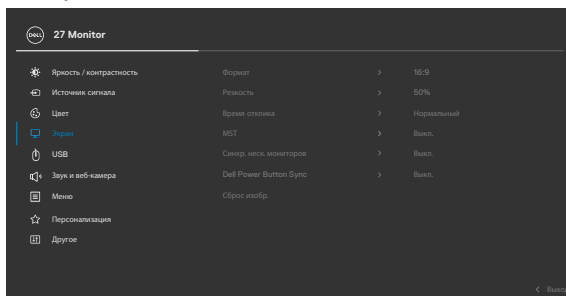 DELL 27 Monitor
Яркость / контрастность Формат > 16:9
Источник сигнала Резкость > 50%
Цвет Время отклика > Нормальный
Экран MST > Выкл.
USB Синхр. неск. мониторов > Выкл.
Звук и веб-камера Dell Power Button Sync > Выкл.
Меню Сброс изобр.
Персонализация
Другое
< Выход